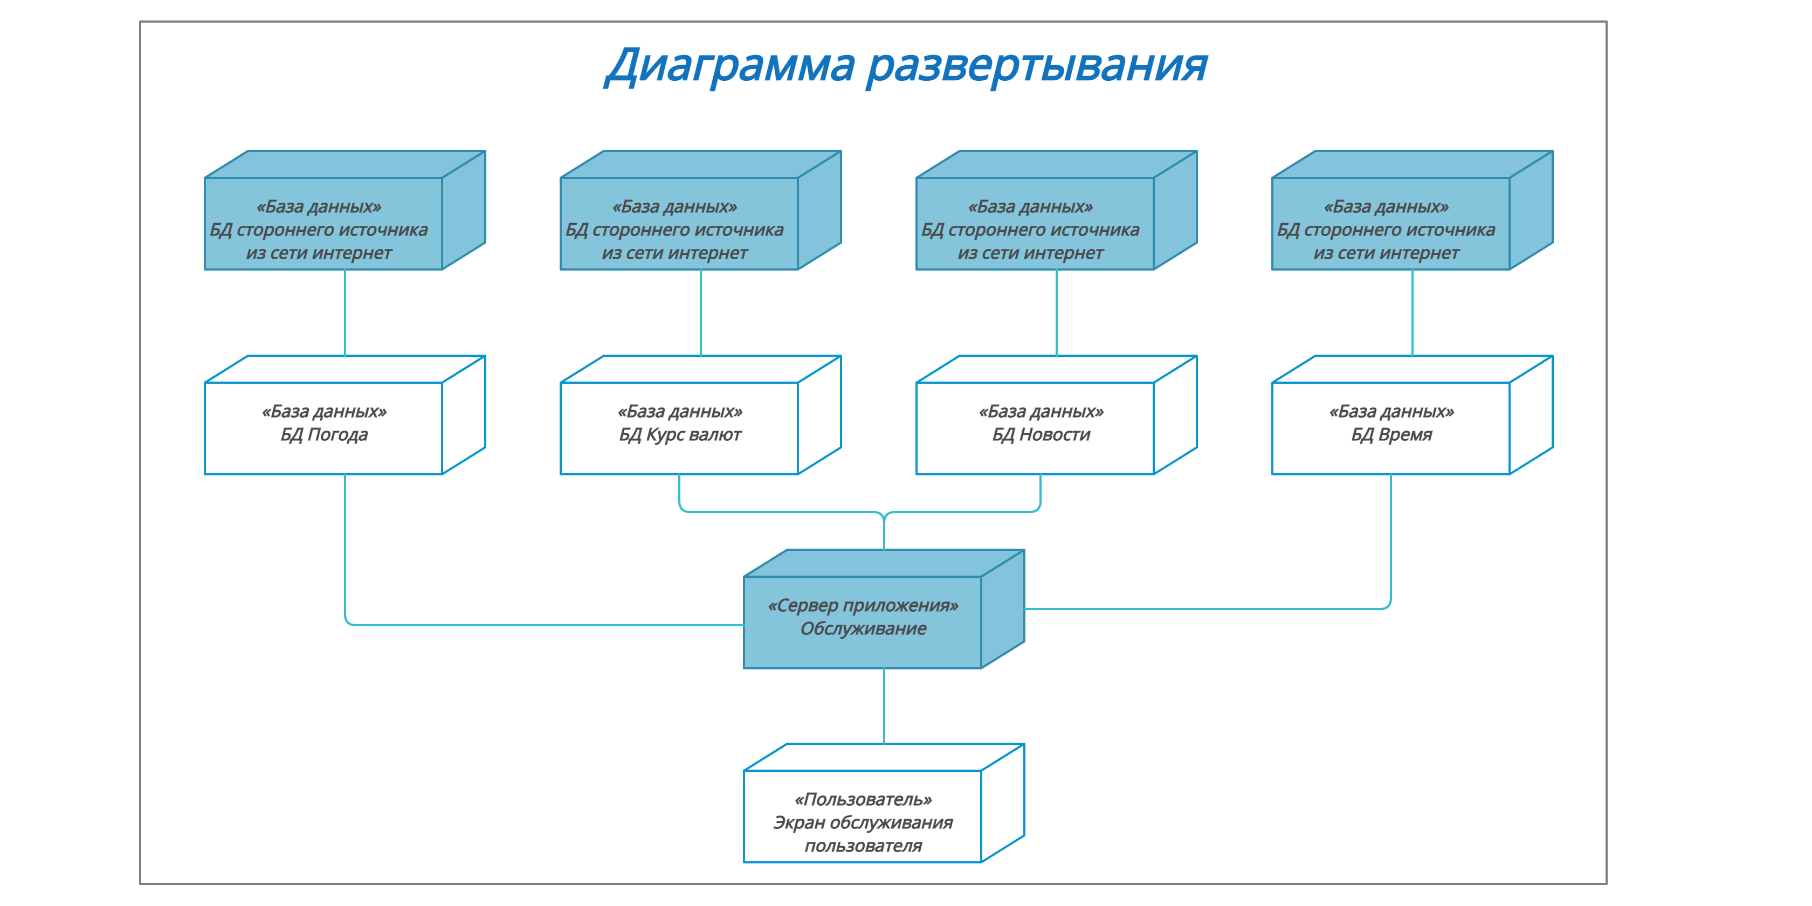 Диаграмма развертывания
«База данных»
БД стороннего источника
из сети интернет
«База данных»
БД стороннего источника
из сети интернет
«База данных»
БД стороннего источника
из сети интернет
«База данных»
БД стороннего источника
из сети интернет
«База данных»
БД Погода
«База данных»
БД Курс валют
«База данных»
БД Новости
«База данных»
БД Время
«Сервер приложения»
Обслуживание
«Пользователь»
Экран обслуживания
пользователя